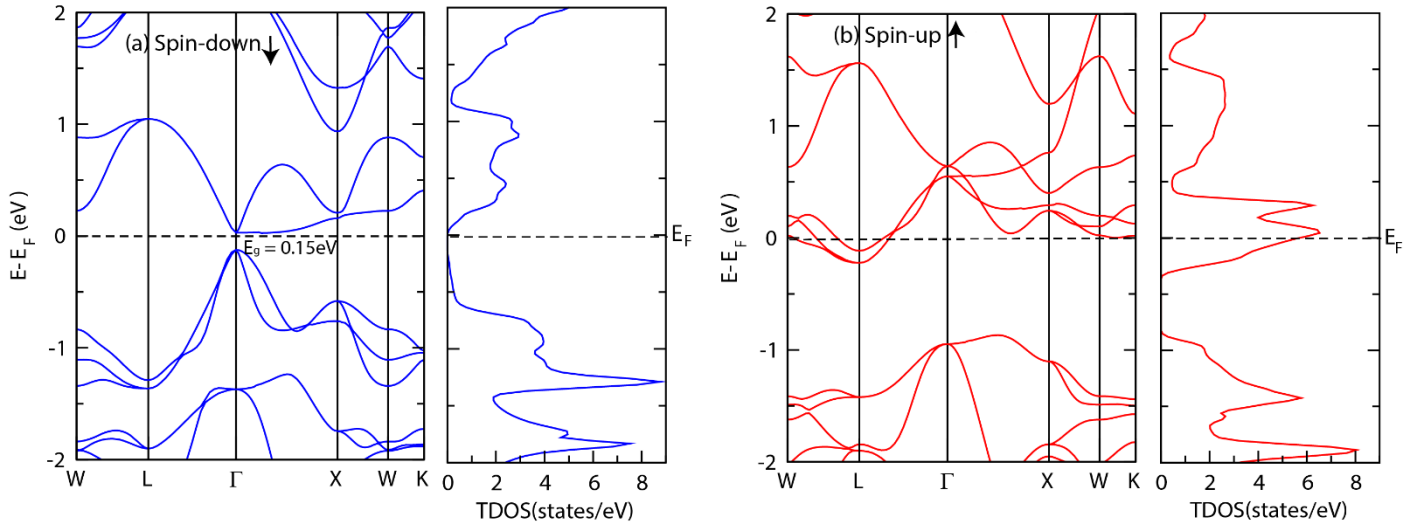 (a) Spin-down ↓
E-E_F (eV)
2
1
0
-1
-2
E_g = 0.15eV
W L Γ X W K
E_F
0 2 4 6 8
TDOS(states/eV)
(b) Spin-up ↑
E-E_F (eV)
2
1
0
-1
-2
W L Γ X W K
E_F
0 2 4 6 8
TDOS(states/eV)